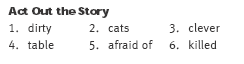 Act Out the Story
1. dirty 2. cats 3. clever
4. table 5. afraid of 6. killed